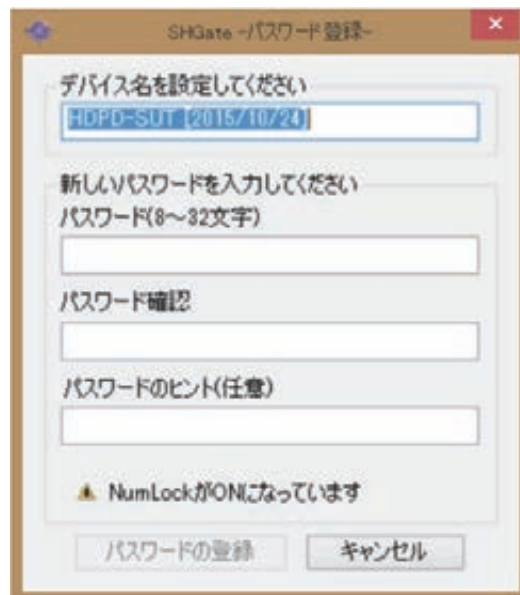 SHGate -パスワード登録-
デバイス名を設定してください
HDPD-SUT [2015/10/24]
新しいパスワードを入力してください
パスワード(8～32文字)
パスワード確認
パスワードのヒント(任意)
NumLockがONになっています
パスワードの登録
キャンセル